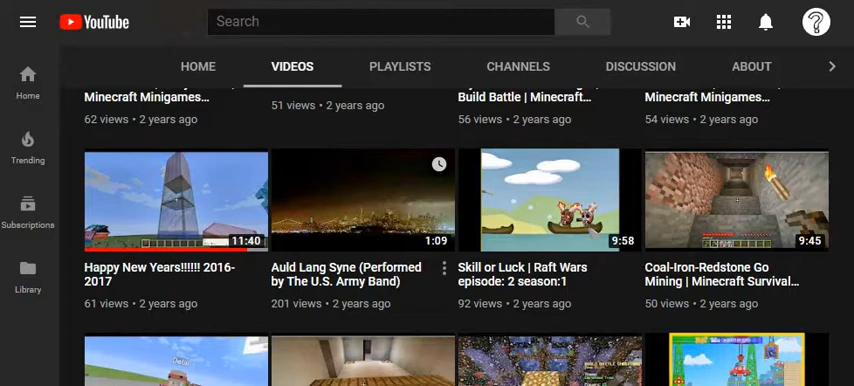 YouTube
Search
HOME VIDEOS PLAYLISTS CHANNELS DISCUSSION ABOUT
Home
Trending
Subscriptions
Library
Minecraft Minigames...
62 views • 2 years ago
51 views • 2 years ago
Build Battle | Minecraft...
56 views • 2 years ago
Minecraft Minigames...
54 views • 2 years ago
11:40
Happy New Years!!!!!! 2016-
2017
61 views • 2 years ago
1:09
Auld Lang Syne (Performed
by The U.S. Army Band)
201 views • 2 years ago
9:58
Skill or Luck | Raft Wars
episode: 2 season:1
92 views • 2 years ago
9:45
Coal-Iron-Redstone Go
Mining | Minecraft Survival...
50 views • 2 years ago